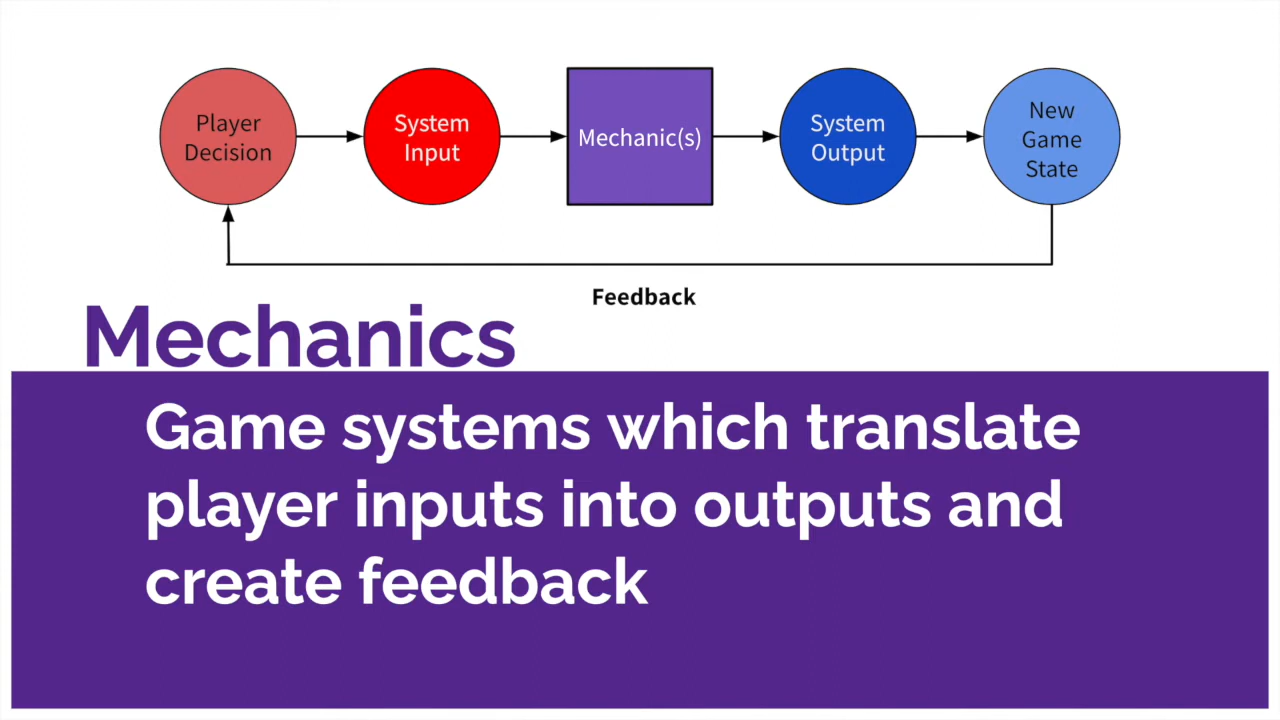 Player
Decision
System
Input
Mechanic(s)
System
Output
New
Game
State
Feedback
Mechanics
Game systems which translate
player inputs into outputs and
create feedback